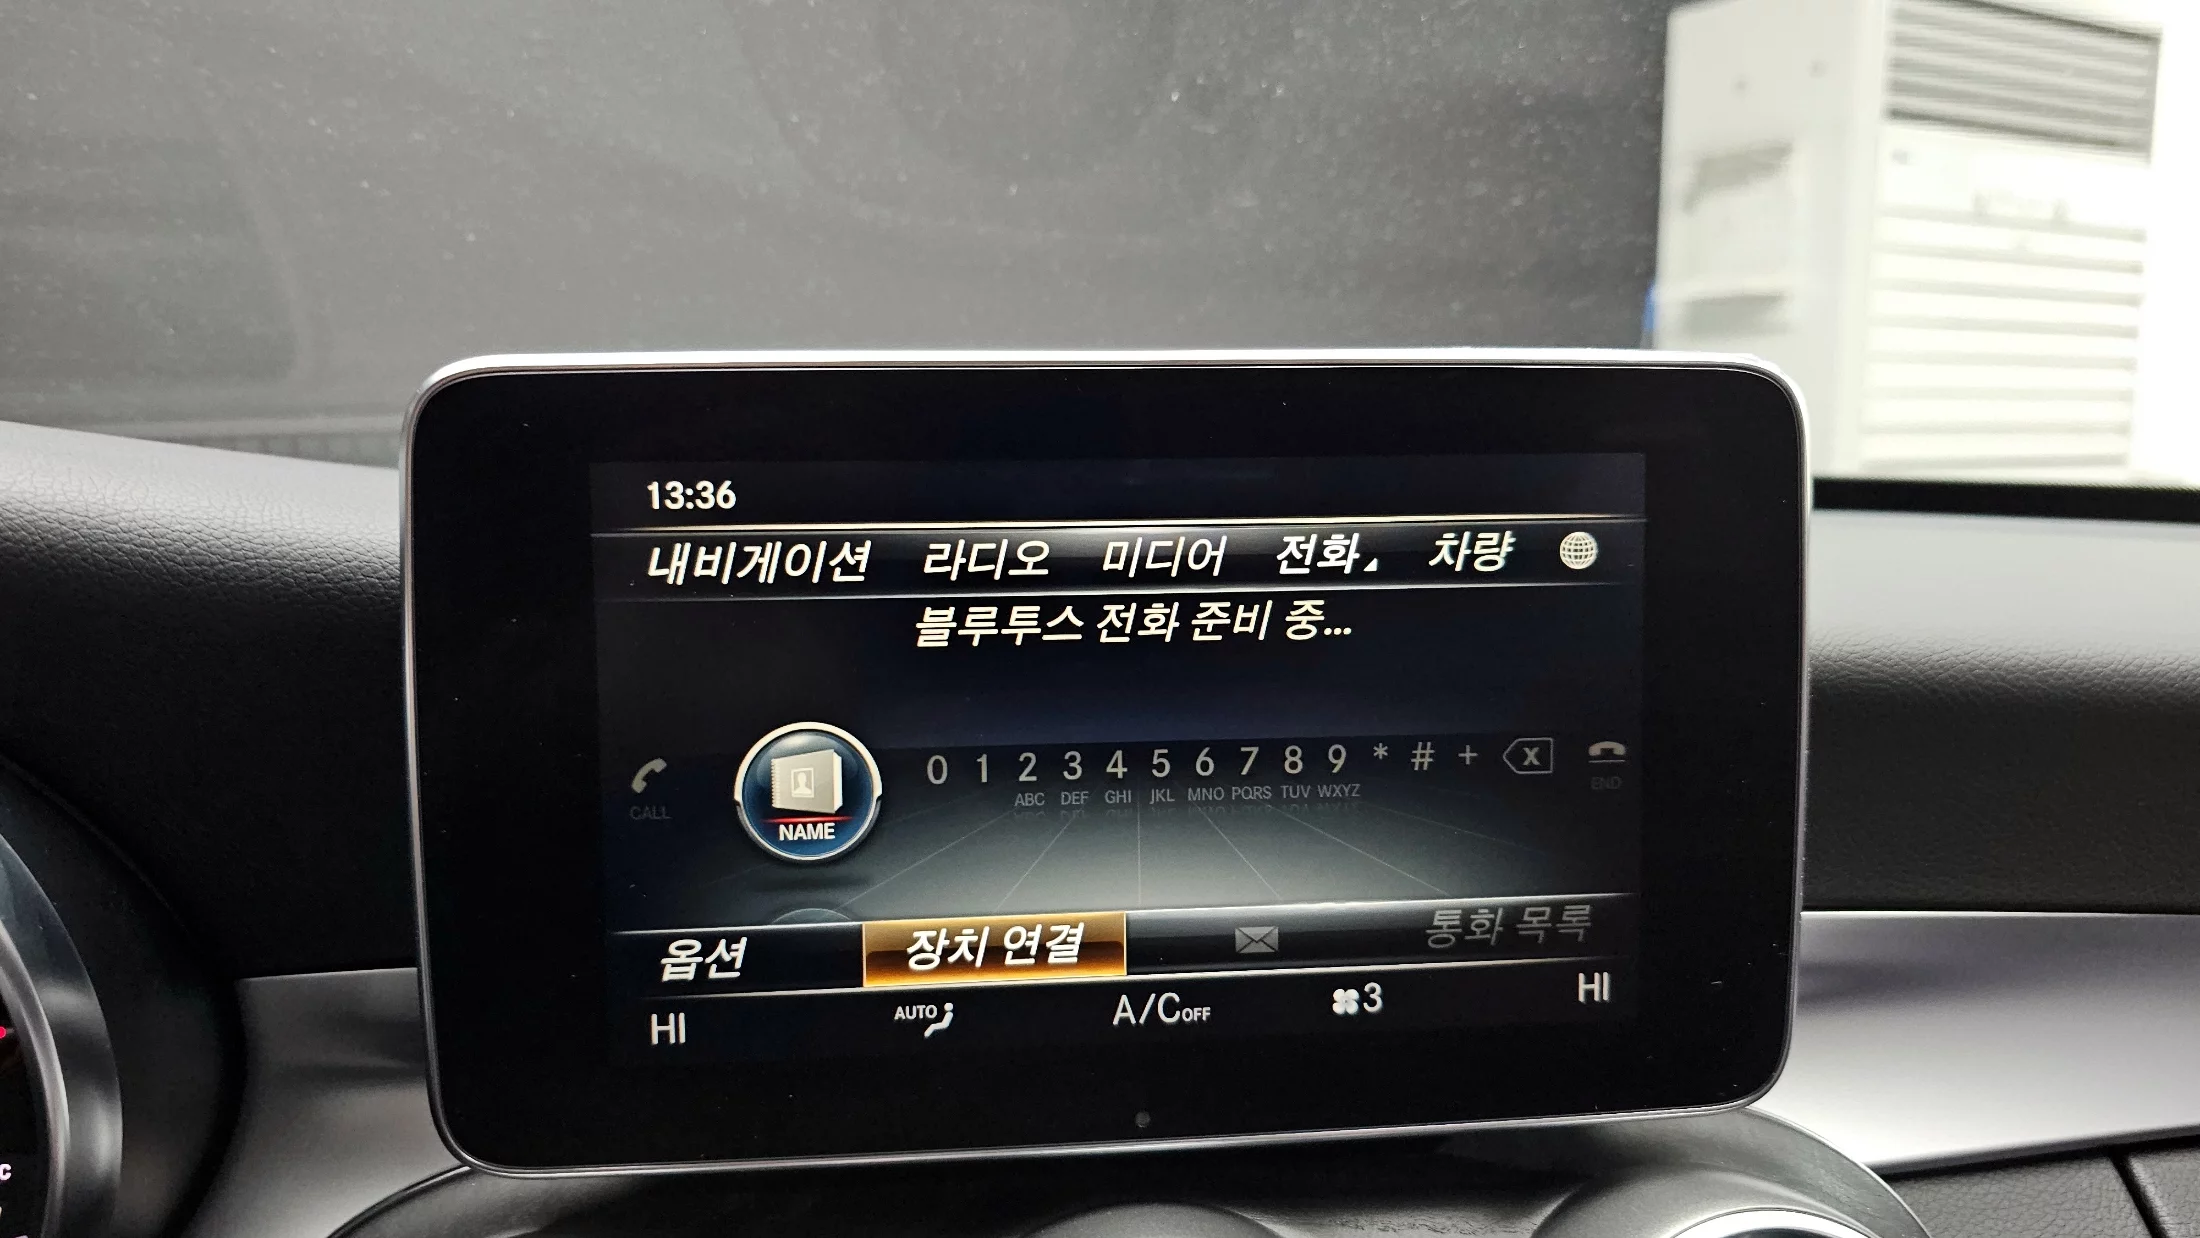 13:36
내비게이션 라디오 미디어 전화 차량
블루투스 전화 준비 중...
0 1 2 3 4 5 6 7 8 9 * # + X
ABC DEF GHI JKL MNO PQRS TUV WXYZ
CALL
NAME
END
옵션 장치 연결 통화 목록
HI AUTO A/C OFF 3 HI